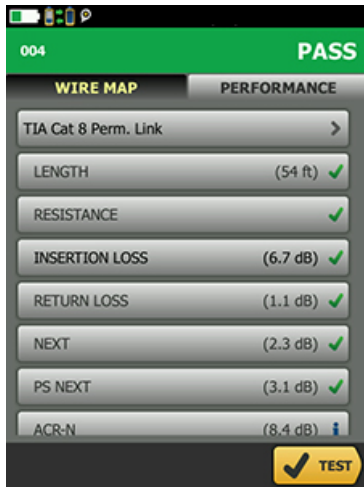 004 PASS
WIRE MAP PERFORMANCE
TIA Cat 8 Perm. Link
LENGTH (54 ft)
RESISTANCE
INSERTION LOSS (6.7 dB)
RETURN LOSS (1.1 dB)
NEXT (2.3 dB)
PS NEXT (3.1 dB)
ACR-N (8.4 dB) i
TEST